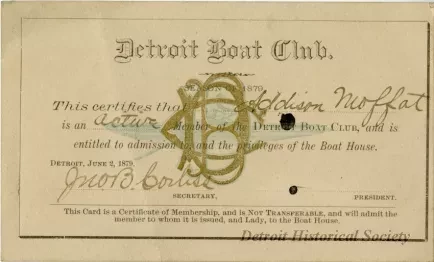 Detroit Boat Club.
SEASON 1879.
This certifies that Addison Moffat
is an active Member of the DETROIT BOAT CLUB, and is
entitled to admission to, and the privileges of the Boat House.
DETROIT, JUNE 2, 1879.
Jno B.
SECRETARY. PRESIDENT.
This Card is a Certificate of Membership, and is NOT TRANSFERABLE, and will admit the
member to whom it is issued, and Lady, to the Boat House.
Detroit Historical Society